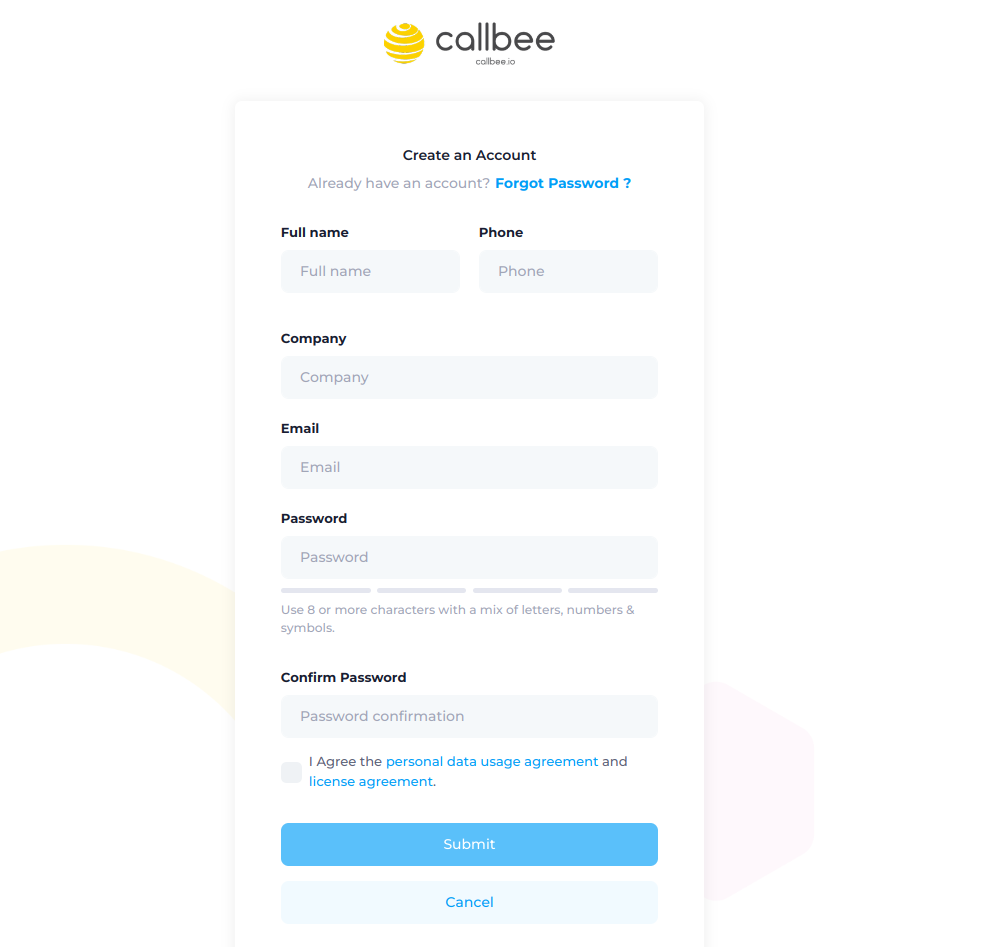 callbee
callbee.io
Create an Account
Already have an account? Forgot Password ?
Full name
Phone
Full name
Phone
Company
Company
Email
Email
Password
Password
Use 8 or more characters with a mix of letters, numbers &
symbols.
Confirm Password
Password confirmation
I Agree the personal data usage agreement and
license agreement.
Submit
Cancel